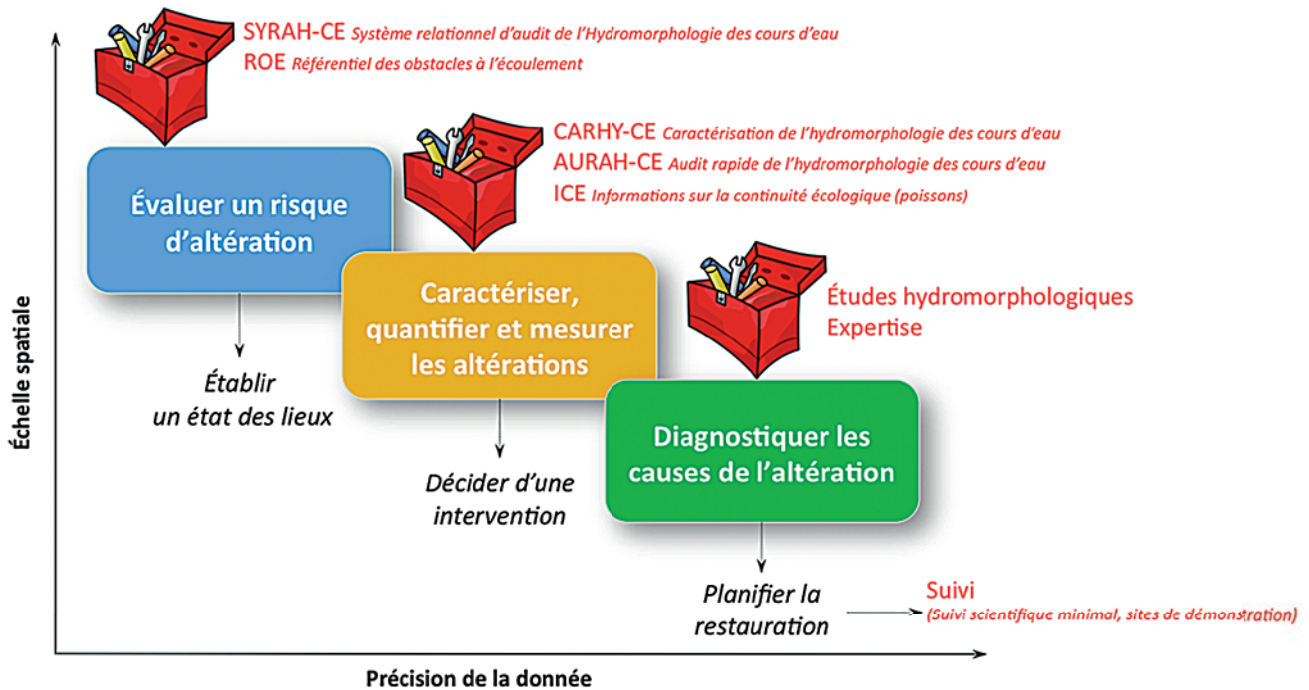 SYRAH-CE Système relationnel d'audit de l'Hydromorphologie des cours d'eau
ROE Référentiel des obstacles à l'écoulement
CARHY-CE Caractérisation de l'hydromorphologie des cours d'eau
AURAH-CE Audit rapide de l'hydromorphologie des cours d'eau
ICE Informations sur la continuité écologique (poissons)
Évaluer un risque
d'altération
Caractériser,
quantifier et mesurer
les altérations
Études hydromorphologiques
Expertise
Établir
un état des lieux
Diagnostiquer les
causes de l'altération
Décider d'une
intervention
Planifier la
restauration
Suivi
(Suivi scientifique minimal, sites de démonstration)
Échelle spatiale
Précision de la donnée